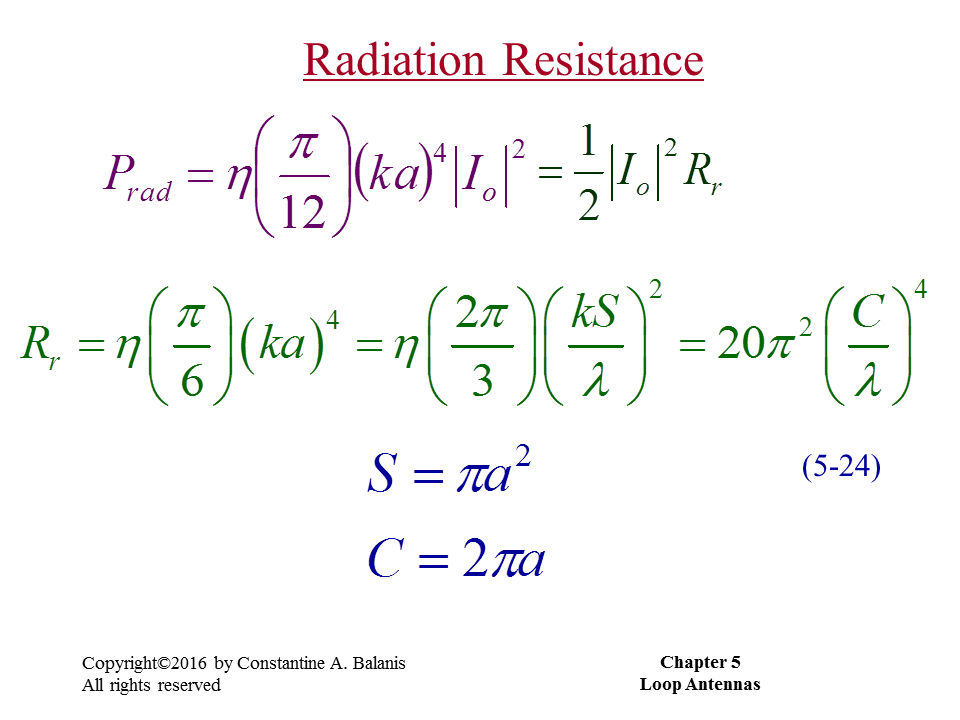 Radiation Resistance
P_rad = η(π/12)(ka)^4|I_o|^2 = 1/2|I_o|^2 R_r
R_r = η(π/6)(ka)^4 = η(2π/3)(kS/λ)^2 = 20π^2(C/λ)^4
S = πa^2 (5-24)
C = 2πa
Copyright©2016 by Constantine A. Balanis
All rights reserved
Chapter 5
Loop Antennas